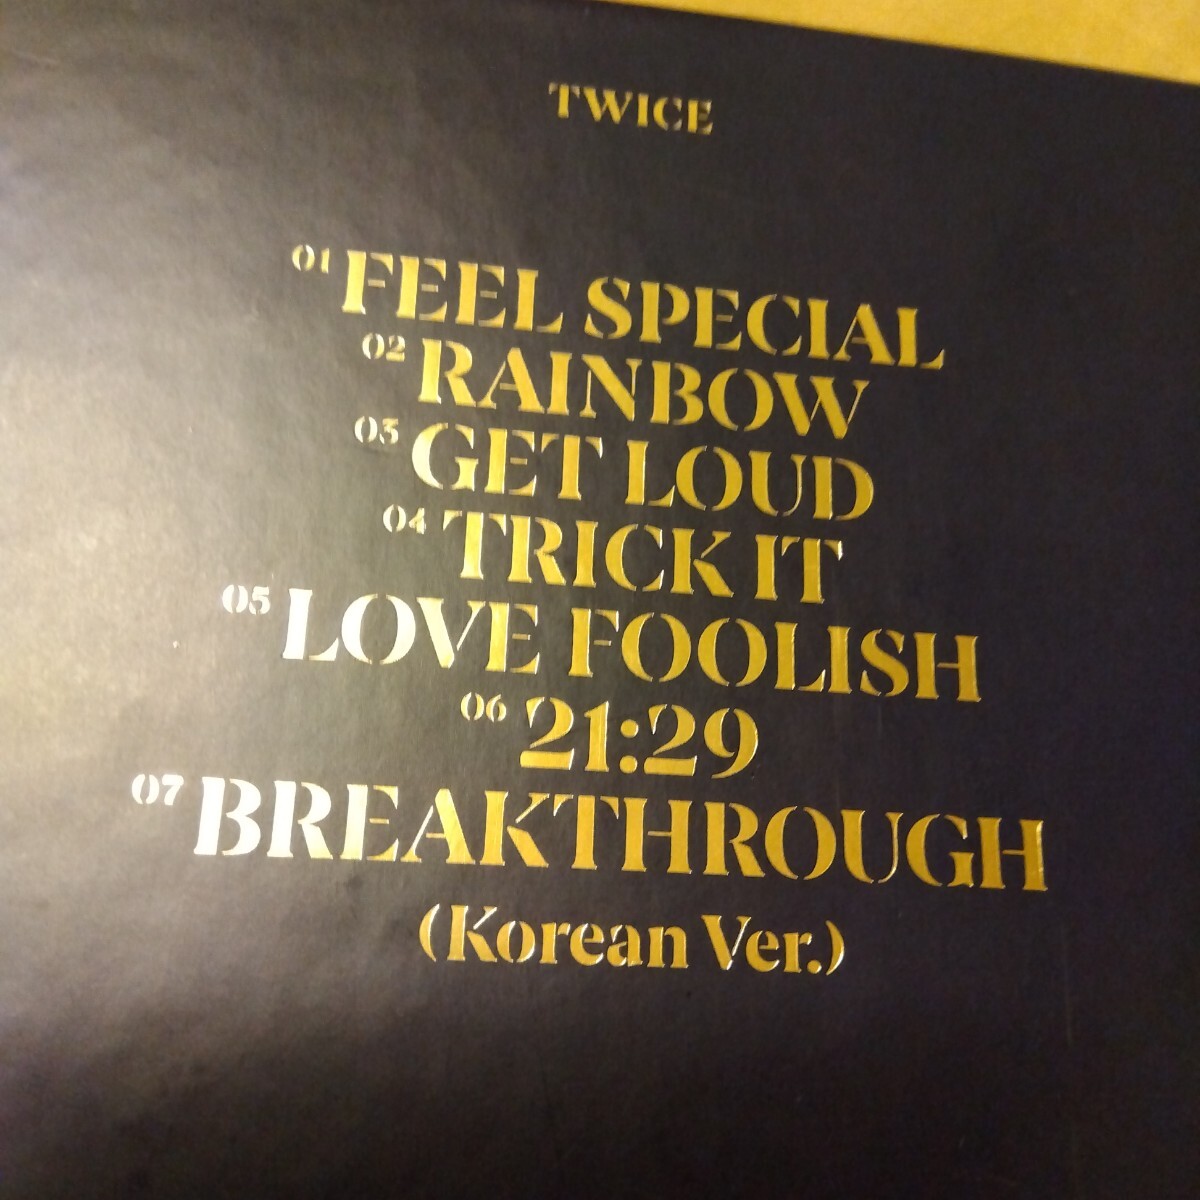 TWICE
01 FEEL SPECIAL
02 RAINBOW
03 GET LOUD
04 TRICK IT
05 LOVE FOOLISH
06 21:29
07 BREAKTHROUGH
(Korean Ver.)